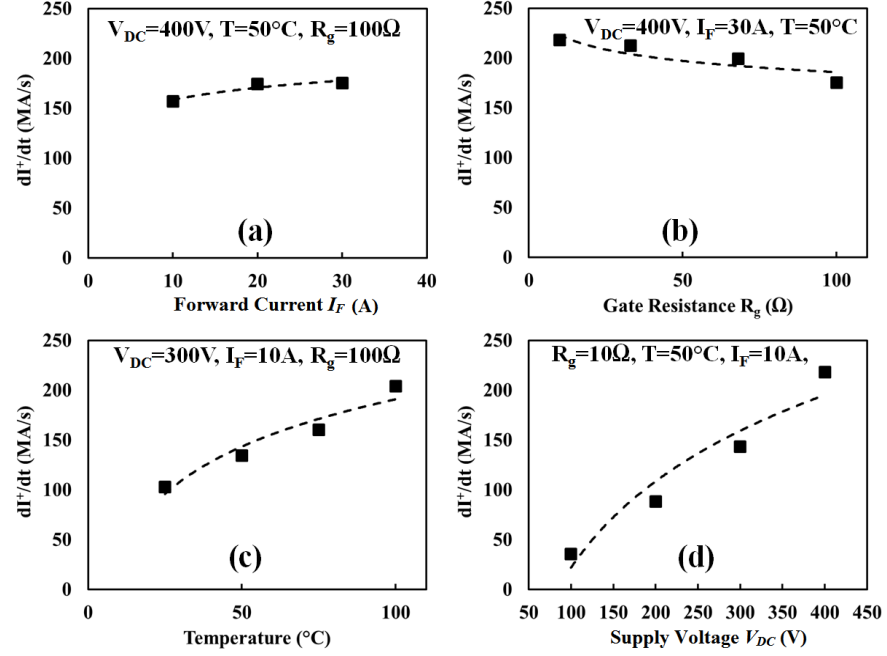 V_DC=400V, T=50°C, R_g=100Ω
dI⁺/dt (MA/s)
250
200
150
100
50
0
(a)
0 10 20 30 40
Forward Current I_F (A)
V_DC=400V, I_F=30A, T=50°C
dI⁺/dt (MA/s)
250
200
150
100
50
0
(b)
0 50 100
Gate Resistance R_g (Ω)
V_DC=300V, I_F=10A, R_g=100Ω
dI⁺/dt (MA/s)
250
200
150
100
50
0
(c)
0 50 100
Temperature (°C)
R_g=10Ω, T=50°C, I_F=10A,
dI⁺/dt (MA/s)
250
200
150
100
50
0
(d)
50 100 150 200 250 300 350 400 450
Supply Voltage V_DC (V)